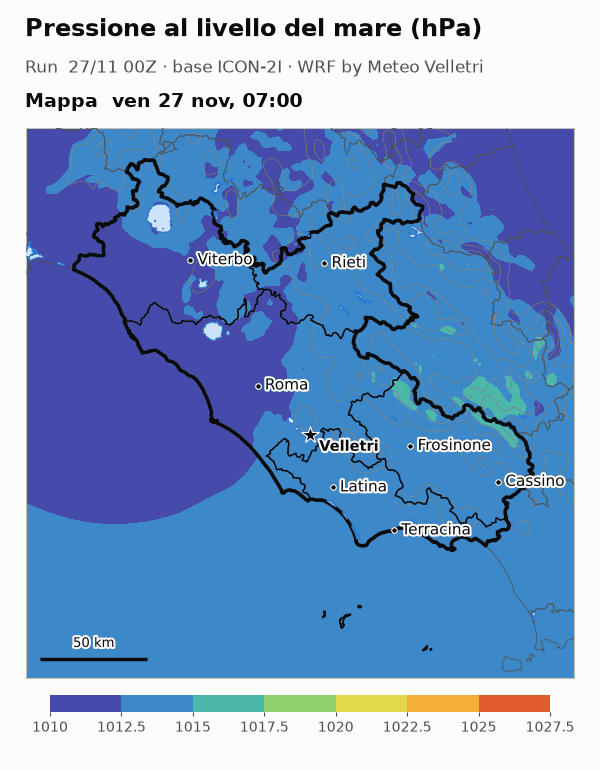 Pressione al livello del mare (hPa)
Run  27/11 00Z · base ICON-2I · WRF by Meteo Velletri
Mappa  ven 27 nov, 07:00
Viterbo
Rieti
Roma
Velletri
Frosinone
Cassino
Latina
Terracina
50 km
1010 1012.5 1015 1017.5 1020 1022.5 1025 1027.5